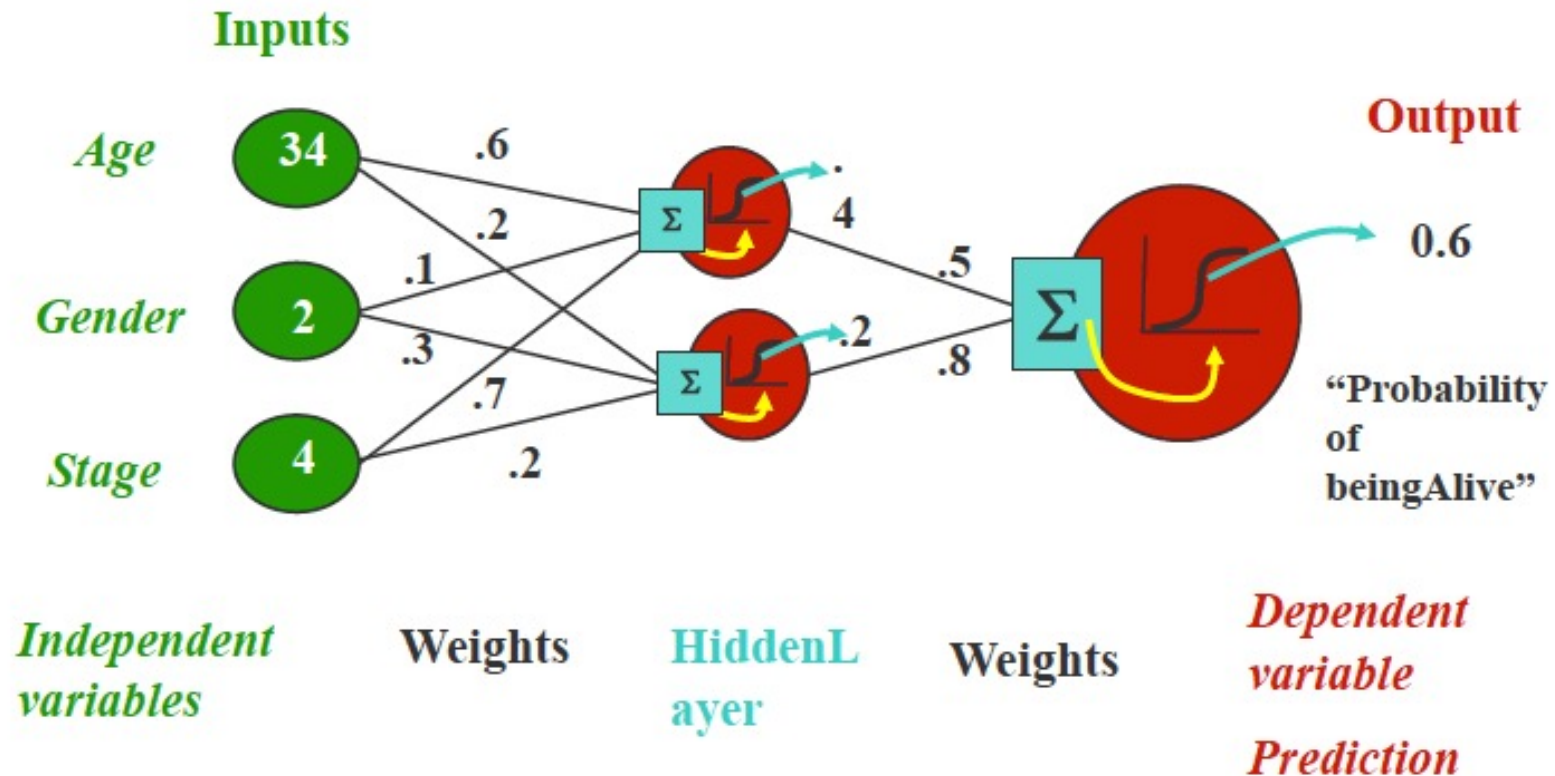 Inputs
Output
Age
34
.6
.
4
.2
.1
Σ
.5
0.6
Gender
2
.3
Σ
.2
.8
Σ
.7
Stage
4
.2
“Probability
of
beingAlive”
Independent
variables
Weights
HiddenL
ayer
Weights
Dependent
variable
Prediction